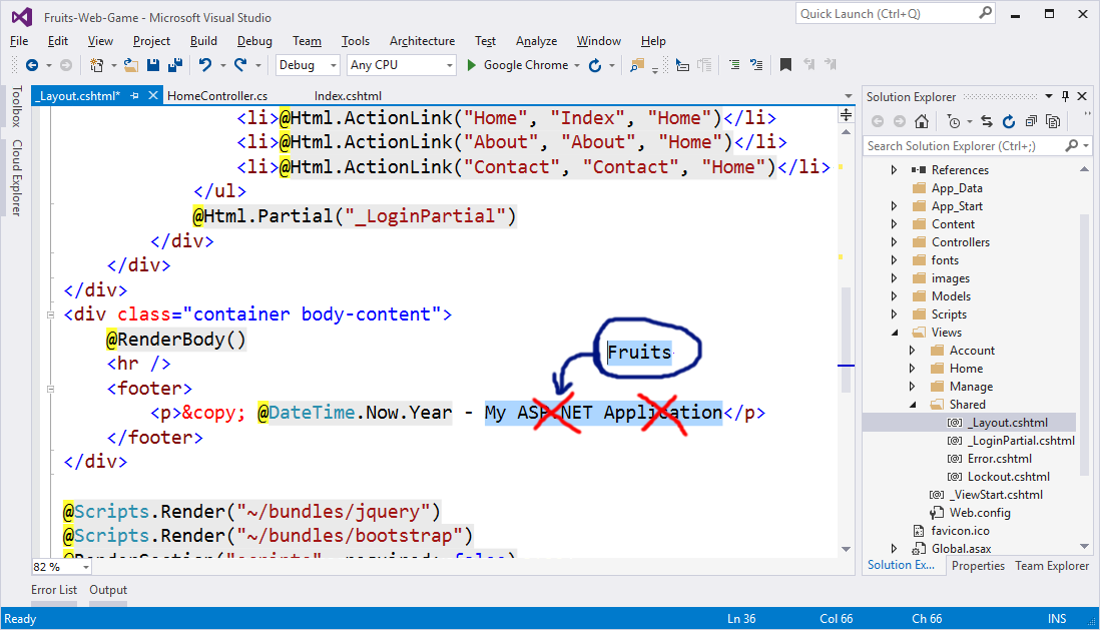 Fruits-Web-Game - Microsoft Visual Studio
Quick Launch (Ctrl+Q)
File Edit View Project Build Debug Team Tools Architecture Test Analyze Window Help
Debug Any CPU Google Chrome
Toolbox
Cloud Explorer
_Layout.cshtml* HomeController.cs Index.cshtml
<li>@Html.ActionLink("Home", "Index", "Home")</li>
<li>@Html.ActionLink("About", "About", "Home")</li>
<li>@Html.ActionLink("Contact", "Contact", "Home")</li>
</ul>
@Html.Partial("_LoginPartial")
</div>
</div>
</div>
<div class="container body-content">
@RenderBody()
<hr />
Fruits
<footer>
<p>&copy; @DateTime.Now.Year - My ASP.NET Application</p>
</footer>
</div>
@Scripts.Render("~/bundles/jquery")
@Scripts.Render("~/bundles/bootstrap")
@RenderSection("scripts", required: false)
82 %
Solution Explorer
Search Solution Explorer (Ctrl+;)
References
App_Data
App_Start
Content
Controllers
fonts
images
Models
Scripts
Views
Account
Home
Manage
Shared
[@] _Layout.cshtml
[@] _LoginPartial.cshtml
[@] Error.cshtml
[@] Lockout.cshtml
[@] _ViewStart.cshtml
Web.config
favicon.ico
Global.asax
Solution Ex... Properties Team Explorer
Error List Output
Ready Ln 36 Col 66 Ch 66 INS